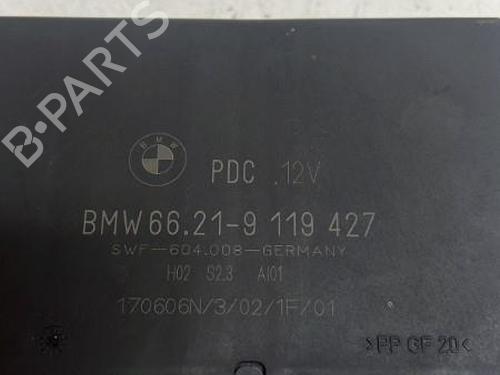 BMW
PDC .12V
BMW 66.21-9 119 427
SWF-604.008-GERMANY
H02 S2.3 AI01
170606N/3/02/1F/01
>PP GF 20<
B-PARTS